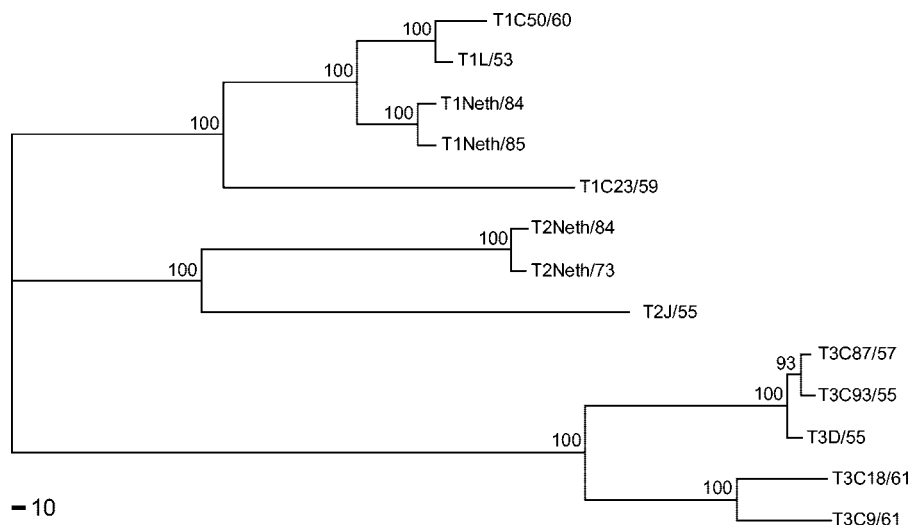 T1C50/60
100
T1L/53
100
T1Neth/84
100
T1Neth/85
100
T1C23/59
T2Neth/84
100
T2Neth/73
100
T2J/55
T3C87/57
93
T3C93/55
100
T3D/55
100
T3C18/61
100
T3C9/61
10